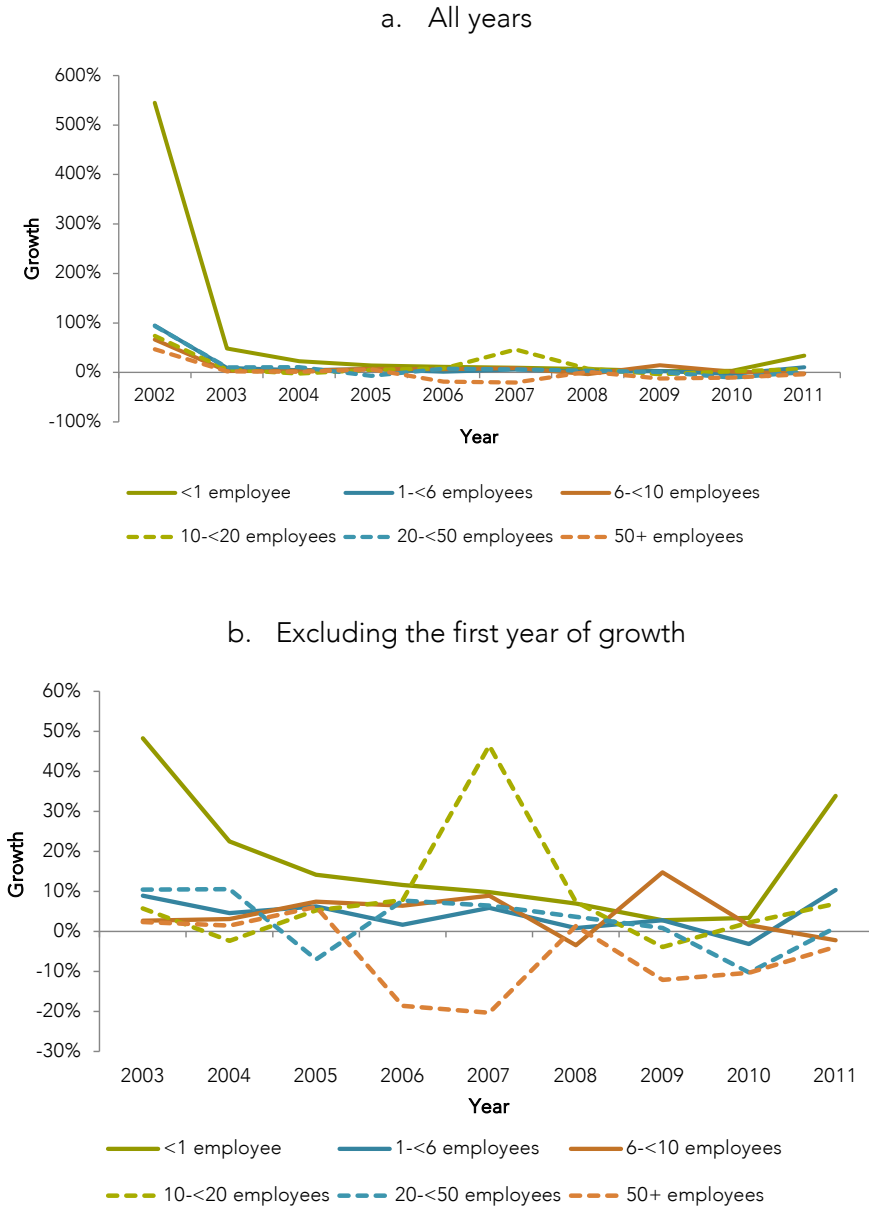 a. All years
600%
500%
400%
300%
200%
100%
0%
-100%
Growth
2002 2003 2004 2005 2006 2007 2008 2009 2010 2011
Year
<1 employee 1-<6 employees 6-<10 employees
10-<20 employees 20-<50 employees 50+ employees
b. Excluding the first year of growth
60%
50%
40%
30%
20%
10%
0%
-10%
-20%
-30%
Growth
2003 2004 2005 2006 2007 2008 2009 2010 2011
Year
<1 employee 1-<6 employees 6-<10 employees
10-<20 employees 20-<50 employees 50+ employees